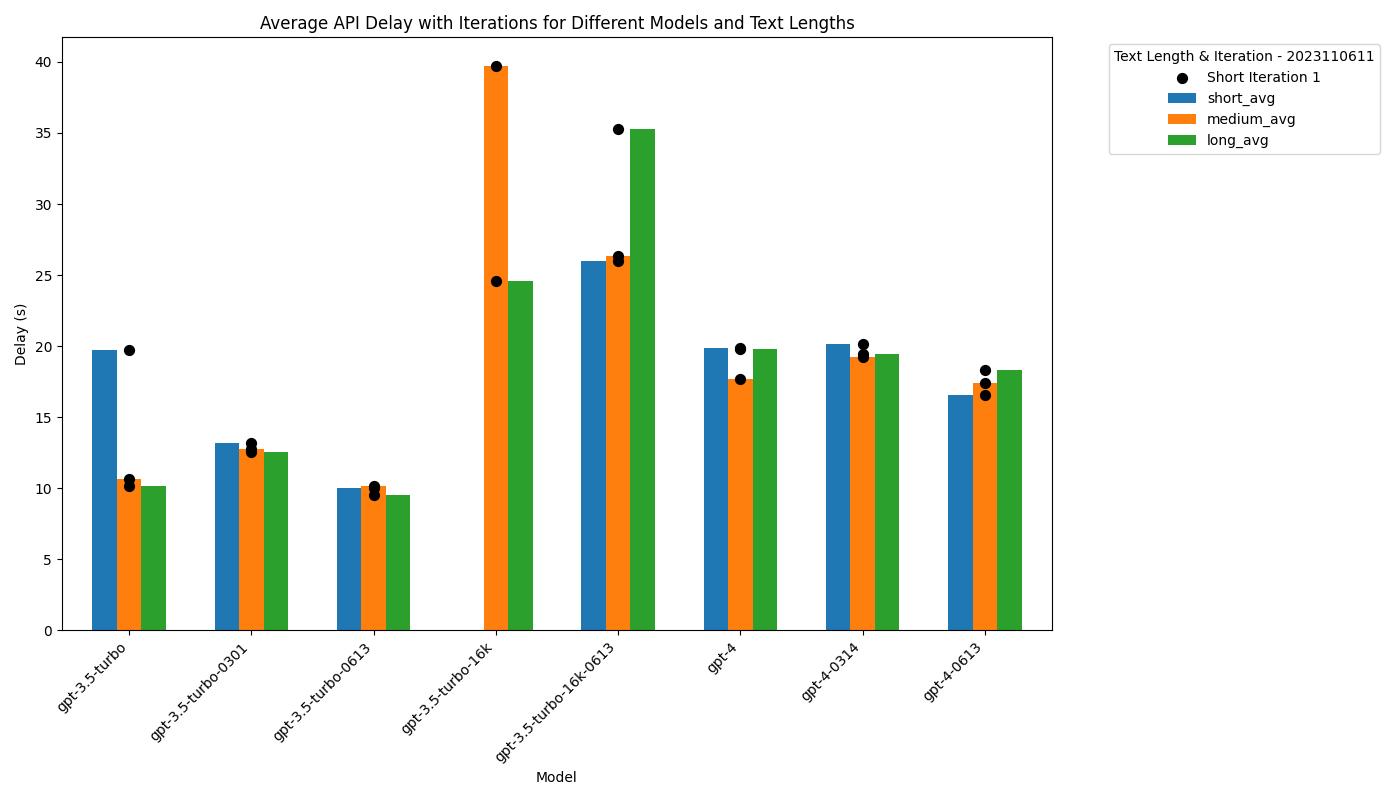 Average API Delay with Iterations for Different Models and Text Lengths
Text Length & Iteration - 2023110611
Short Iteration 1
short_avg
medium_avg
long_avg
Delay (s)
40
35
30
25
20
15
10
5
0
gpt-3.5-turbo
gpt-3.5-turbo-0301
gpt-3.5-turbo-0613
gpt-3.5-turbo-16k
gpt-3.5-turbo-16k-0613
gpt-4
gpt-4-0314
gpt-4-0613
Model